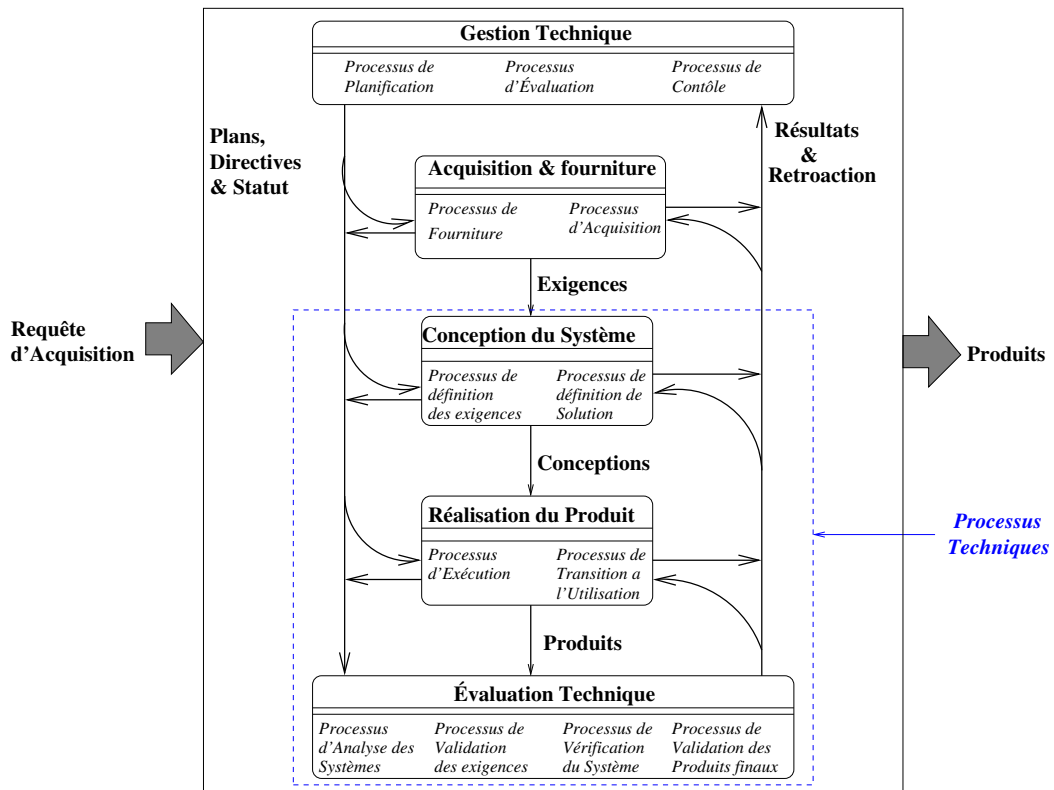 Gestion Technique
Processus de
Planification
Processus
d'Évaluation
Processus de
Contôle
Plans,
Directives
& Statut
Résultats
&
Retroaction
Acquisition & fourniture
Processus de
Fourniture
Processus
d'Acquisition
Exigences
Requête
d'Acquisition
Produits
Conception du Système
Processus de
définition
des exigences
Processus de
définition de
Solution
Conceptions
Réalisation du Produit
Processus
d'Exécution
Processus de
Transition a
l'Utilisation
Processus
Techniques
Produits
Évaluation Technique
Processus
d'Analyse des
Systèmes
Processus de
Validation
des exigences
Processus de
Vérification
du Système
Processus de
Validation des
Produits finaux